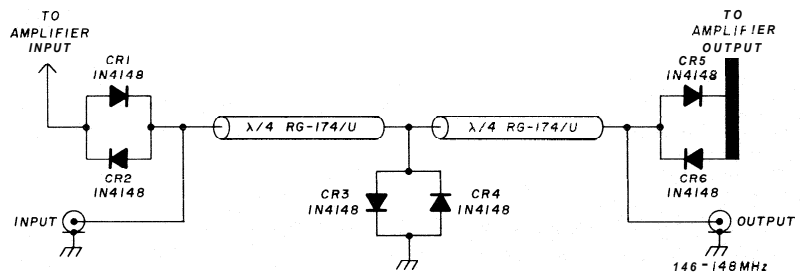 TO
AMPLIFIER
INPUT
CR1
1N4148
CR2
1N4148
INPUT
λ/4 RG-174/U
CR3
1N4148
CR4
1N4148
λ/4 RG-174/U
TO
AMPLIFIER
OUTPUT
CR5
1N4148
CR6
1N4148
OUTPUT
146-148MHz